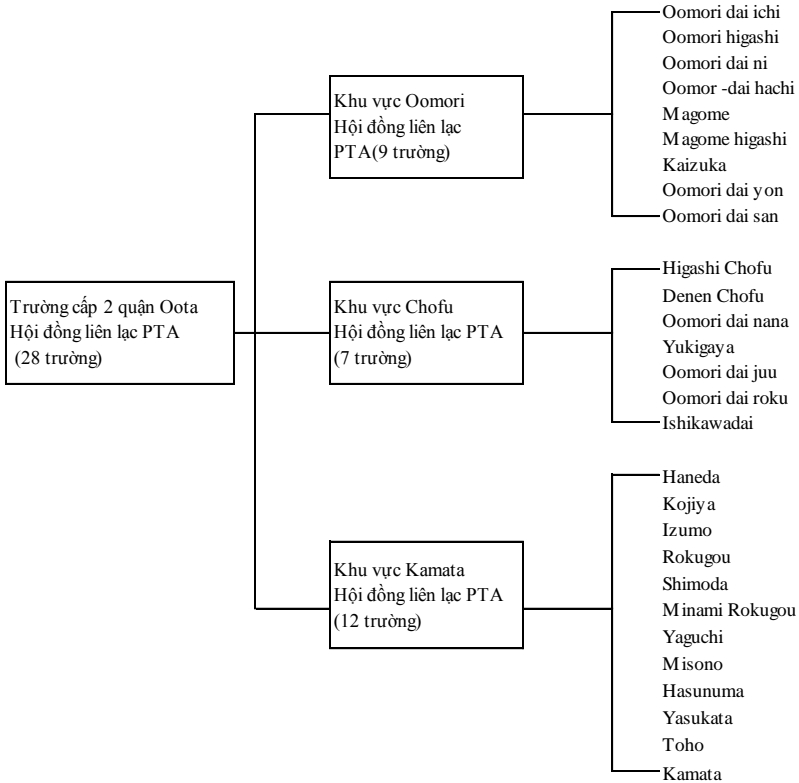 Trường cấp 2 quận Oota
Hội đồng liên lạc PTA
(28 trường)
Khu vực Oomori
Hội đồng liên lạc
PTA(9 trường)
Oomori dai ichi
Oomori higashi
Oomori dai ni
Oomor -dai hachi
Magome
Magome higashi
Kaizuka
Oomori dai yon
Oomori dai san
Khu vực Chofu
Hội đồng liên lạc PTA
(7 trường)
Higashi Chofu
Denen Chofu
Oomori dai nana
Yukigaya
Oomori dai juu
Oomori dai roku
Ishikawadai
Khu vực Kamata
Hội đồng liên lạc PTA
(12 trường)
Haneda
Kojiya
Izumo
Rokugou
Shimoda
Minami Rokugou
Yaguchi
Misono
Hasunuma
Yasukata
Toho
Kamata